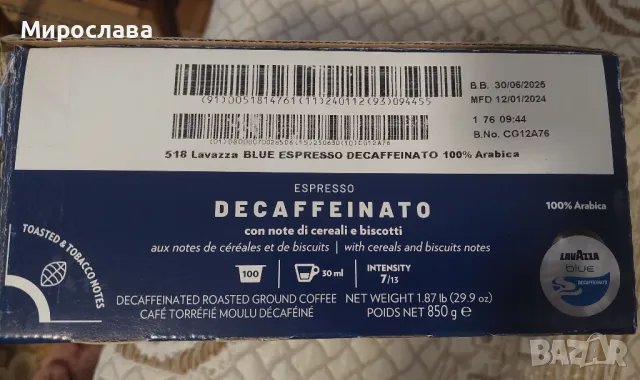 Мирослава
B.B. 30/06/2025
(91)0051814761(11)240112(93)094455
MFD 12/01/2024
1 76 09:44
B.No. CG12A76
518 Lavazza BLUE ESPRESSO DECAFFEINATO 100% Arabica
ESPRESSO
DECAFFEINATO
100% Arabica
con note di cereali e biscotti
aux notes de céréales et de biscuits | with cereals and biscuits notes
TOASTED & TOBACCO NOTES
100
30 ml
INTENSITY
7/13
LAVAZZA
blue
DECAFFEINATO
DECAFFEINATED ROASTED GROUND COFFEE NET WEIGHT 1.87 lb (29.9 oz)
CAFÉ TORRÉFIÉ MOULU DÉCAFÉINÉ POIDS NET 850 g ℮
BAZAR